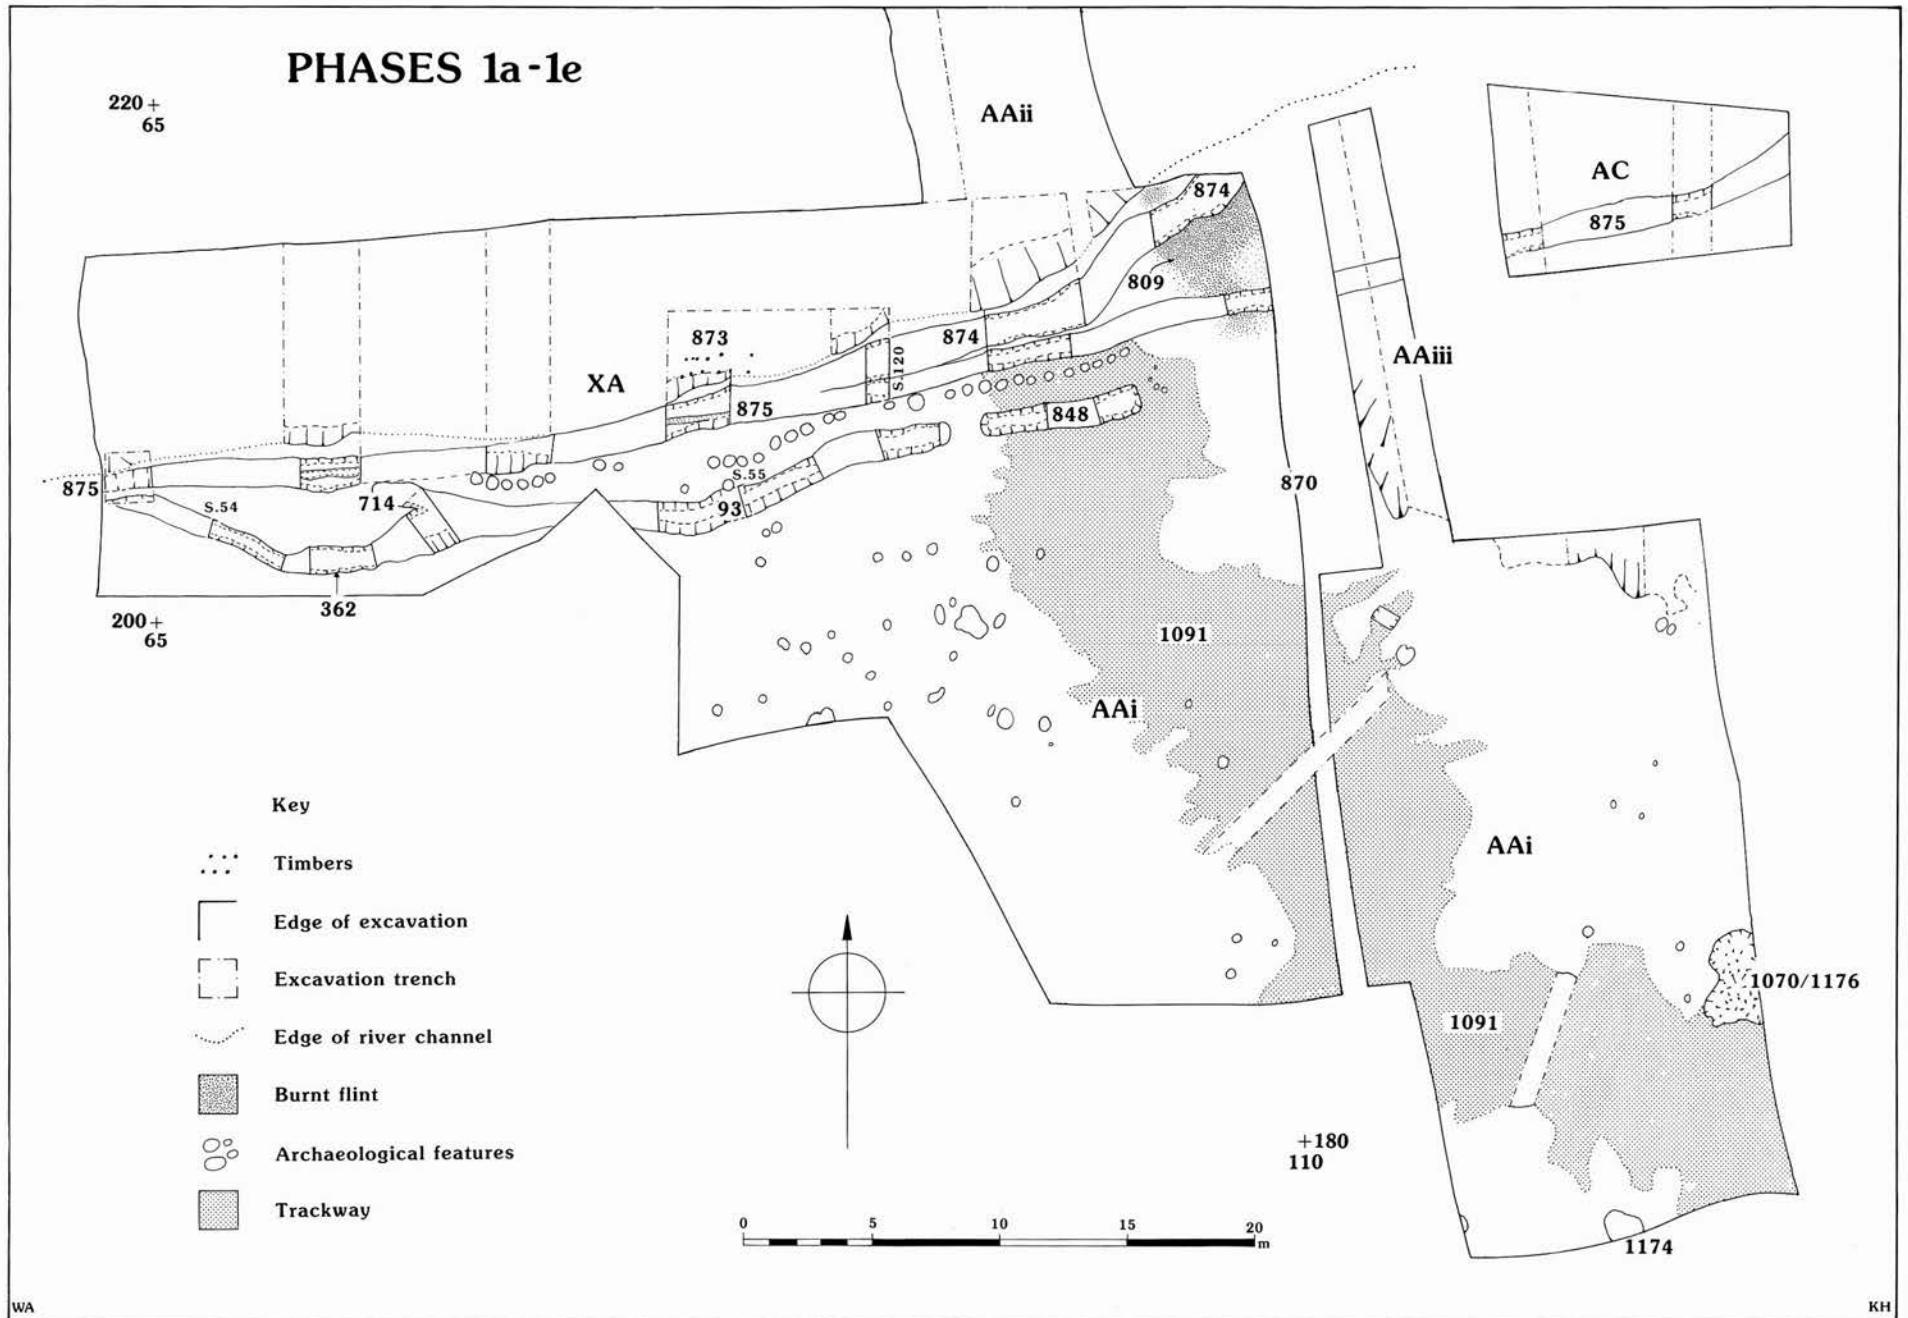 PHASES 1a-1e
220 +
65
AAii
AC
875
874
809
873
874
S.120
AAiii
XA
875
848
875
S.54
714
S.55
93
870
362
200+
65
1091
AAi
AAi
1070/1176
1091
+180
110
1174
Key
Timbers
Edge of excavation
Excavation trench
Edge of river channel
Burnt flint
Archaeological features
Trackway
0 5 10 15 20
m
WA
KH